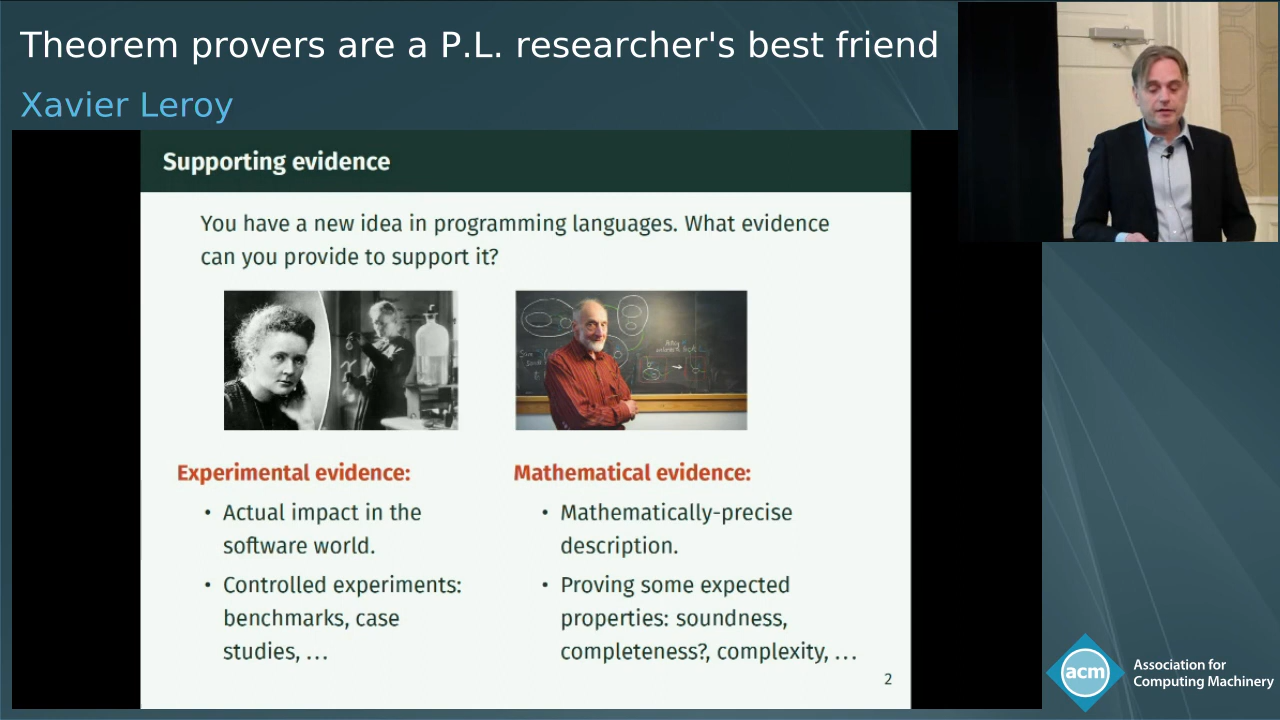 Theorem provers are a P.L. researcher's best friend
Xavier Leroy
Supporting evidence
You have a new idea in programming languages. What evidence
can you provide to support it?
Experimental evidence:
• Actual impact in the
software world.
• Controlled experiments:
benchmarks, case
studies, …
Mathematical evidence:
• Mathematically-precise
description.
• Proving some expected
properties: soundness,
completeness?, complexity, …
2
acm
Association for
Computing Machinery